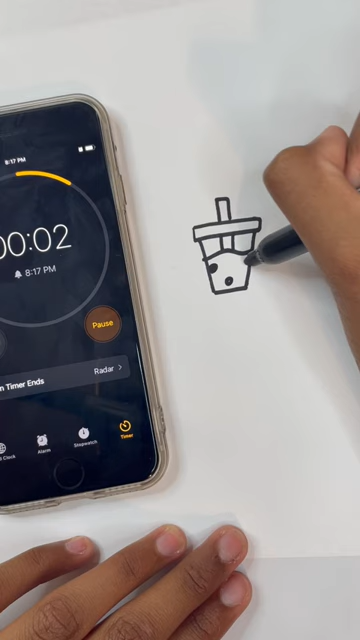 8:17 PM
00:02
8:17 PM
Pause
n Timer Ends
Radar
Clock
Alarm
Stopwatch
Timer